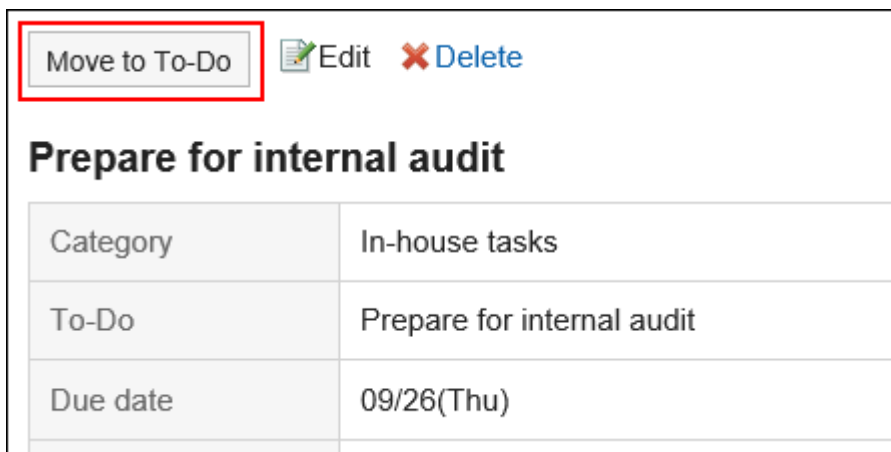 Move to To-Do Edit Delete
Prepare for internal audit
Category In-house tasks
To-Do Prepare for internal audit
Due date 09/26(Thu)